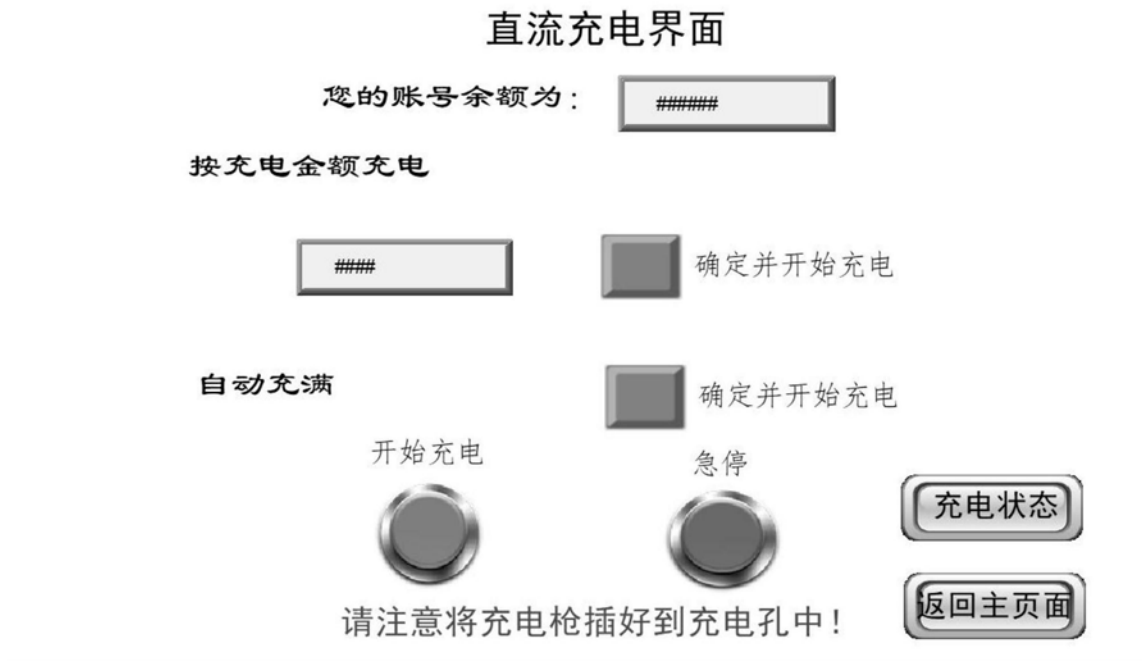 直流充电界面
您的账号余额为: ######
按充电金额充电
#### 确定并开始充电
自动充满 确定并开始充电
开始充电 急停
充电状态
返回主页面
请注意将充电枪插好到充电孔中!